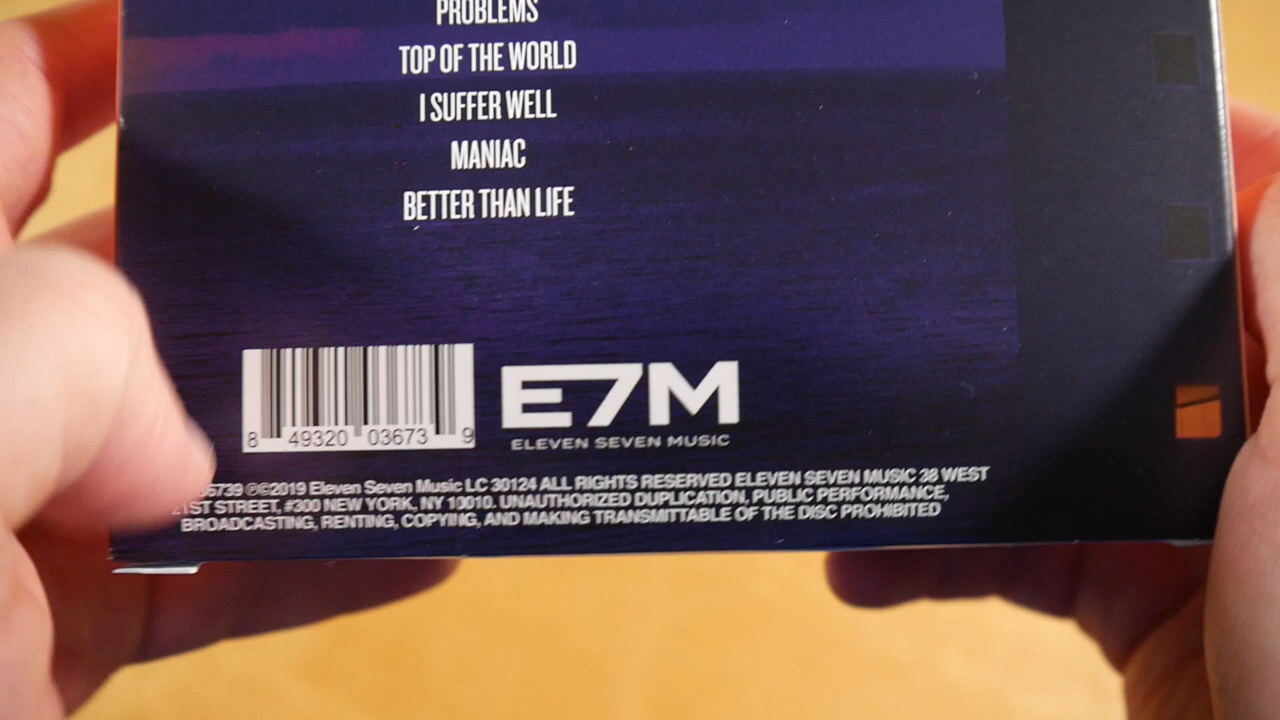 PROBLEMS
TOP OF THE WORLD
I SUFFER WELL
MANIAC
BETTER THAN LIFE
8 49320 03673 9
E7M
ELEVEN SEVEN MUSIC
6739 ℗©2019 Eleven Seven Music LC 30124 ALL RIGHTS RESERVED ELEVEN SEVEN MUSIC 38 WEST
21ST STREET, #300 NEW YORK, NY 10010. UNAUTHORIZED DUPLICATION, PUBLIC PERFORMANCE,
BROADCASTING, RENTING, COPYING, AND MAKING TRANSMITTABLE OF THE DISC PROHIBITED